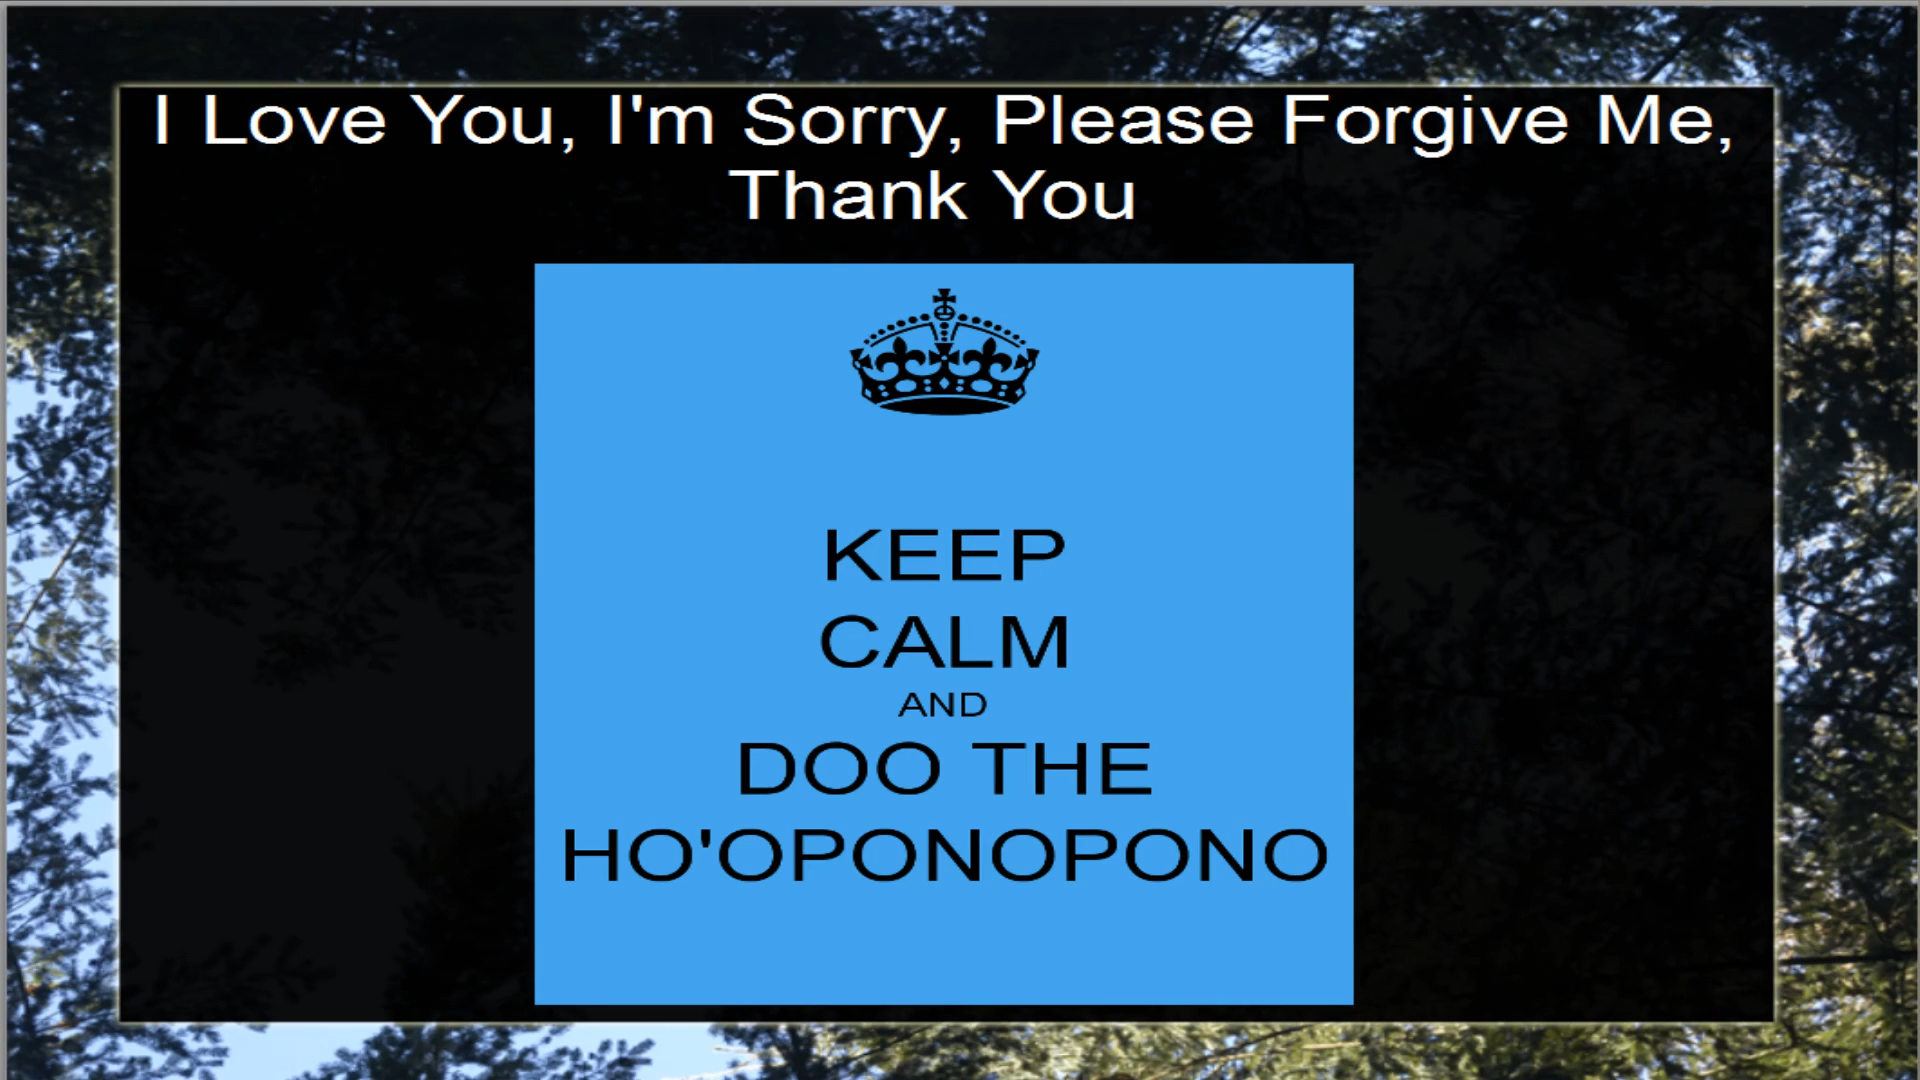 I Love You, I'm Sorry, Please Forgive Me,
Thank You
KEEP
CALM
AND
DOO THE
HO'OPONOPONO